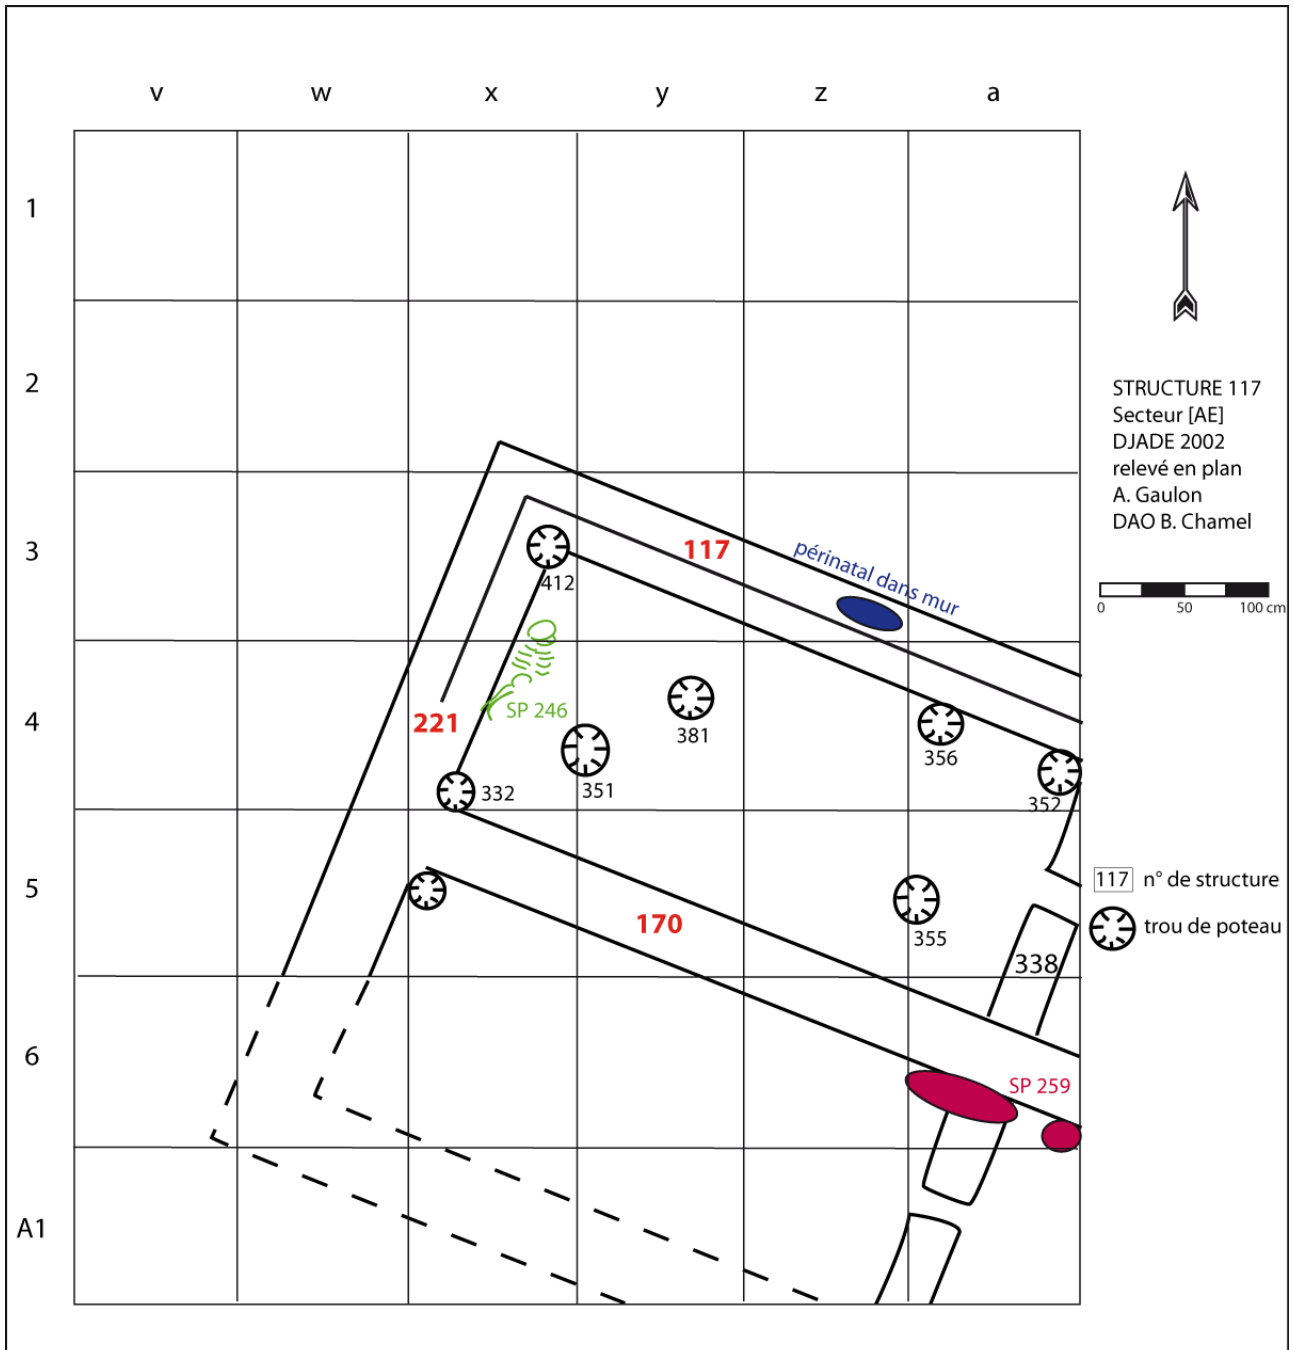 v w x y z a
1
2
3
4
5
6
A1
STRUCTURE 117
Secteur [AE]
DJADE 2002
relevé en plan
A. Gaulon
DAO B. Chamel
0 50 100 cm
117 n° de structure
trou de poteau
117
périnatal dans mur
412
SP 246
221
332
351
381
356
352
170
355
338
SP 259